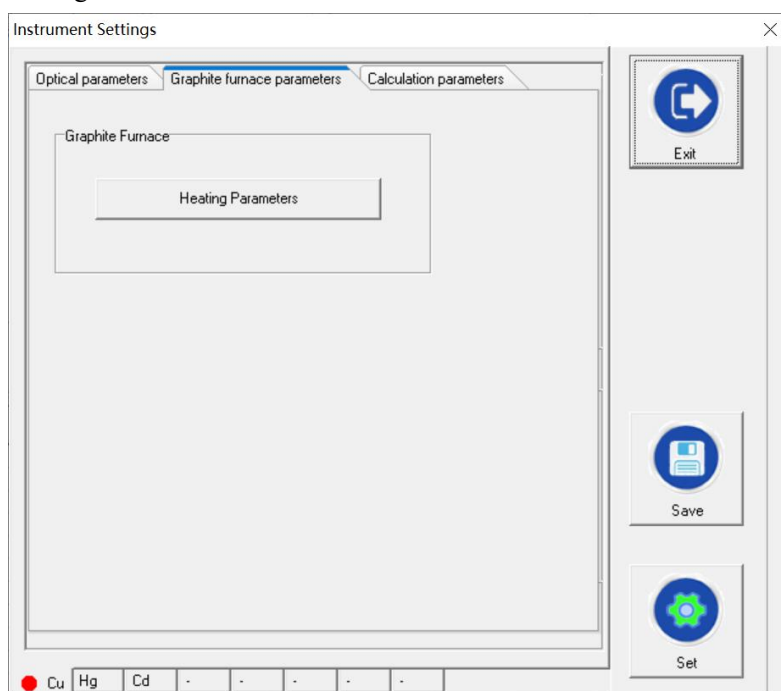 Instrument Settings
Optical parameters Graphite furnace parameters Calculation parameters
Graphite Furnace
Heating Parameters
Exit
Save
Set
Cu Hg Cd - - - - -